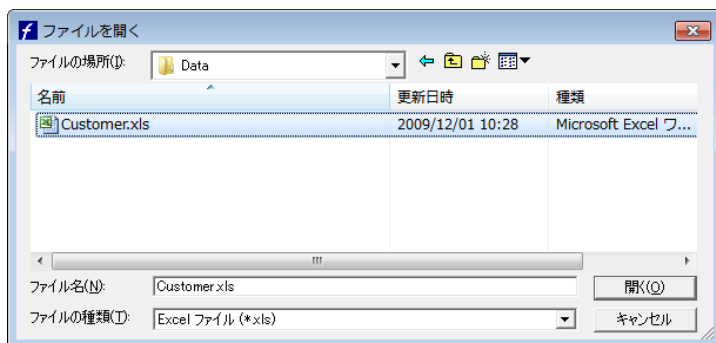 ファイルを開く
ファイルの場所(I): Data
名前 更新日時 種類
Customer.xls 2009/12/01 10:28 Microsoft Excel ワ...
ファイル名(N): Customer.xls 開く(O)
ファイルの種類(T): Excel ファイル (*.xls) キャンセル